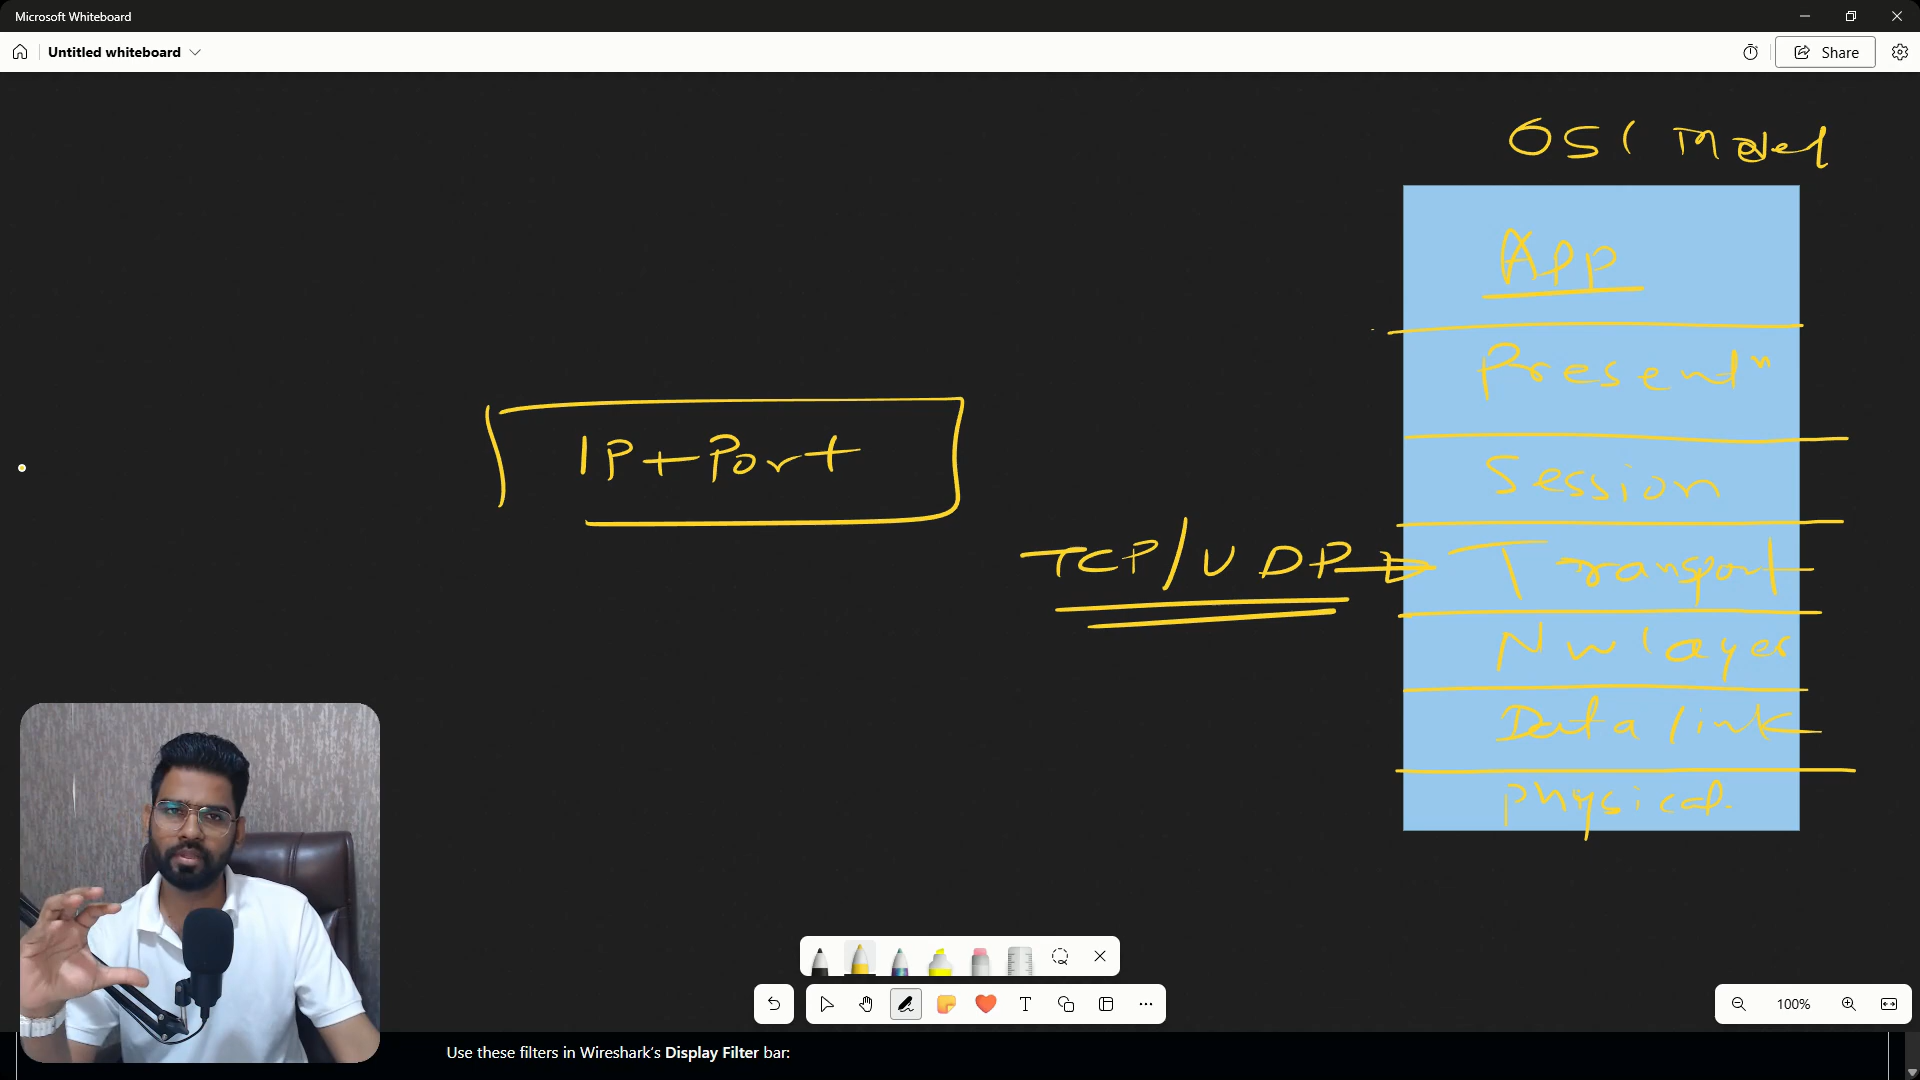 Microsoft Whiteboard
Untitled whiteboard
Share
OSI Model
App
Presentn
IP+Port
Session
TCP/UDP
Transport
Nw layer
Data link
Physical.
100%
Use these filters in Wireshark's Display Filter bar: